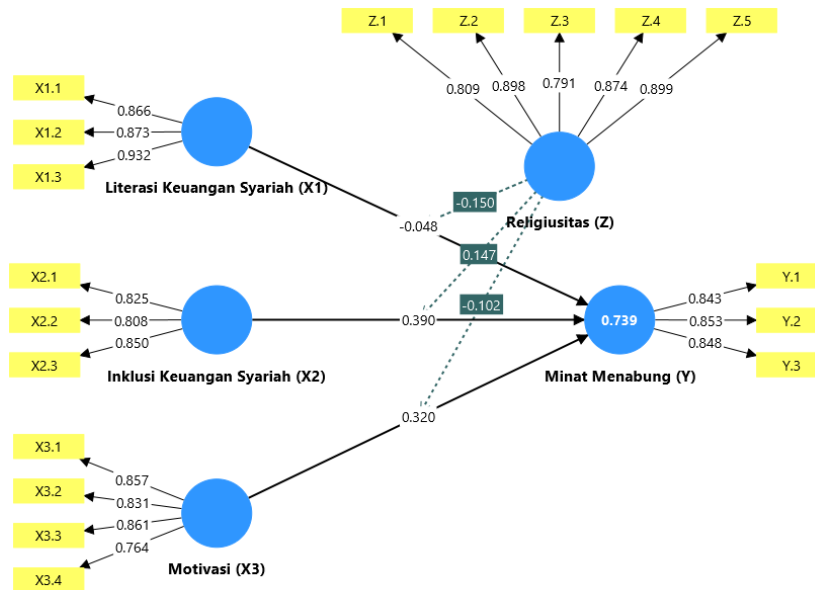 Z.1
Z.2
Z.3
Z.4
Z.5
0.809
0.898
0.791
0.874
0.899
X1.1
X1.2
X1.3
0.866
0.873
0.932
Literasi Keuangan Syariah (X1)
Religiusitas (Z)
-0.150
-0.048
0.147
-0.102
X2.1
X2.2
X2.3
0.825
0.808
0.850
Inklusi Keuangan Syariah (X2)
0.390
0.739
Minat Menabung (Y)
0.843
0.853
0.848
Y.1
Y.2
Y.3
0.320
X3.1
X3.2
X3.3
X3.4
0.857
0.831
0.861
0.764
Motivasi (X3)